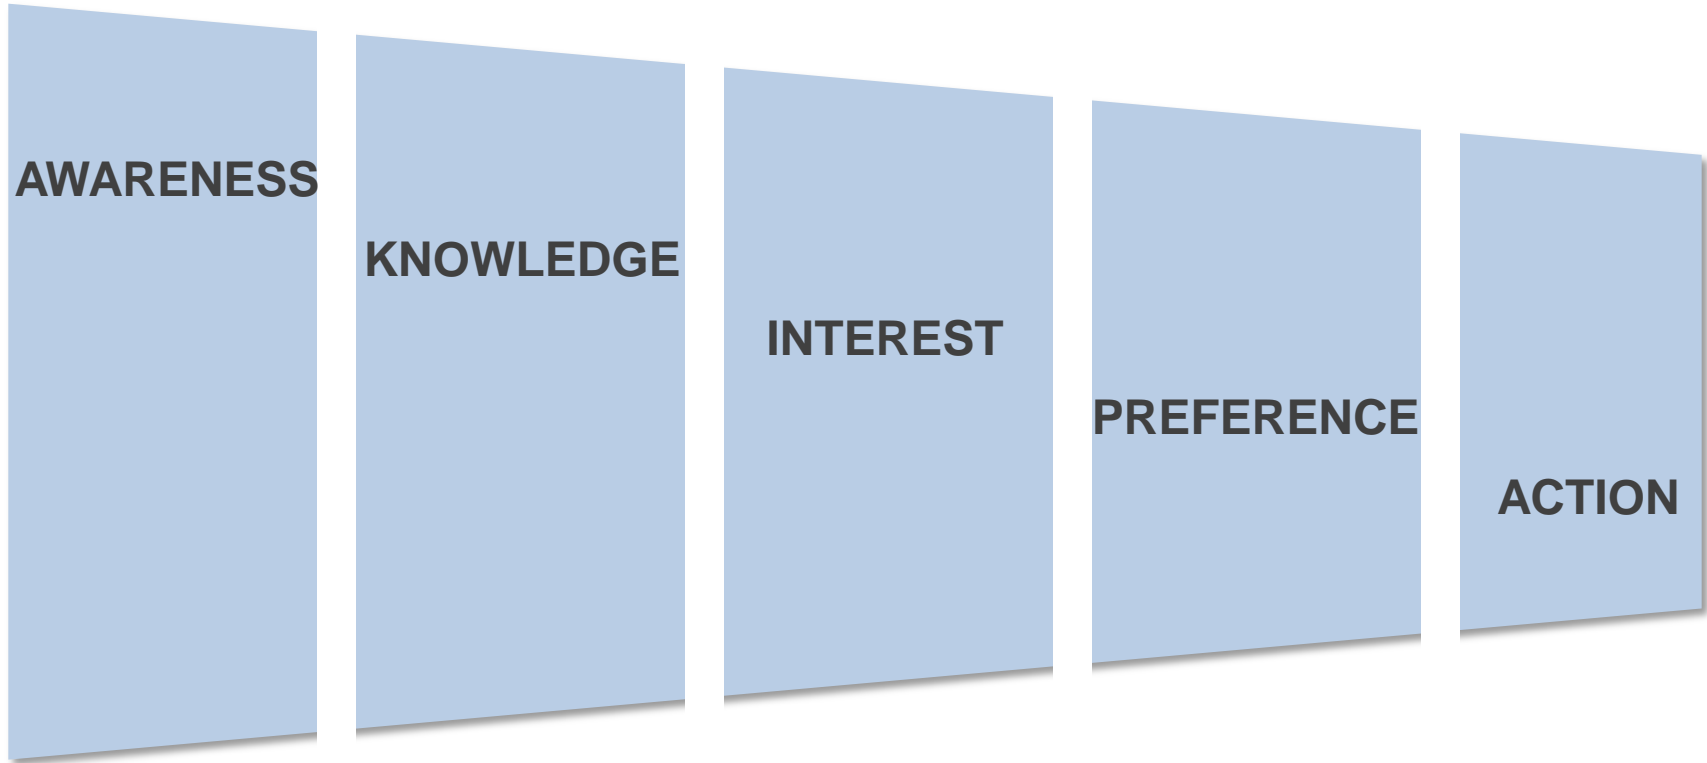 AWARENESS
KNOWLEDGE
INTEREST
PREFERENCE
ACTION